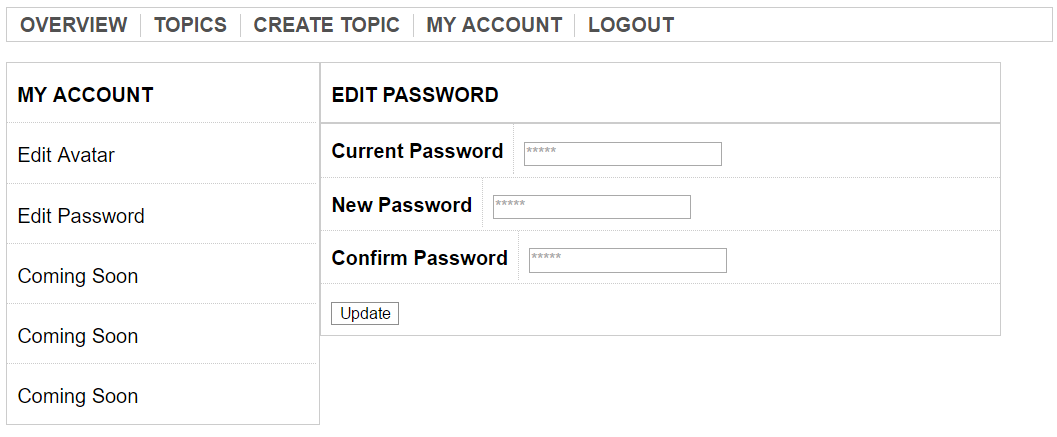 OVERVIEW TOPICS CREATE TOPIC MY ACCOUNT LOGOUT
MY ACCOUNT
Edit Avatar
Edit Password
Coming Soon
Coming Soon
Coming Soon
EDIT PASSWORD
Current Password *****
New Password *****
Confirm Password *****
Update